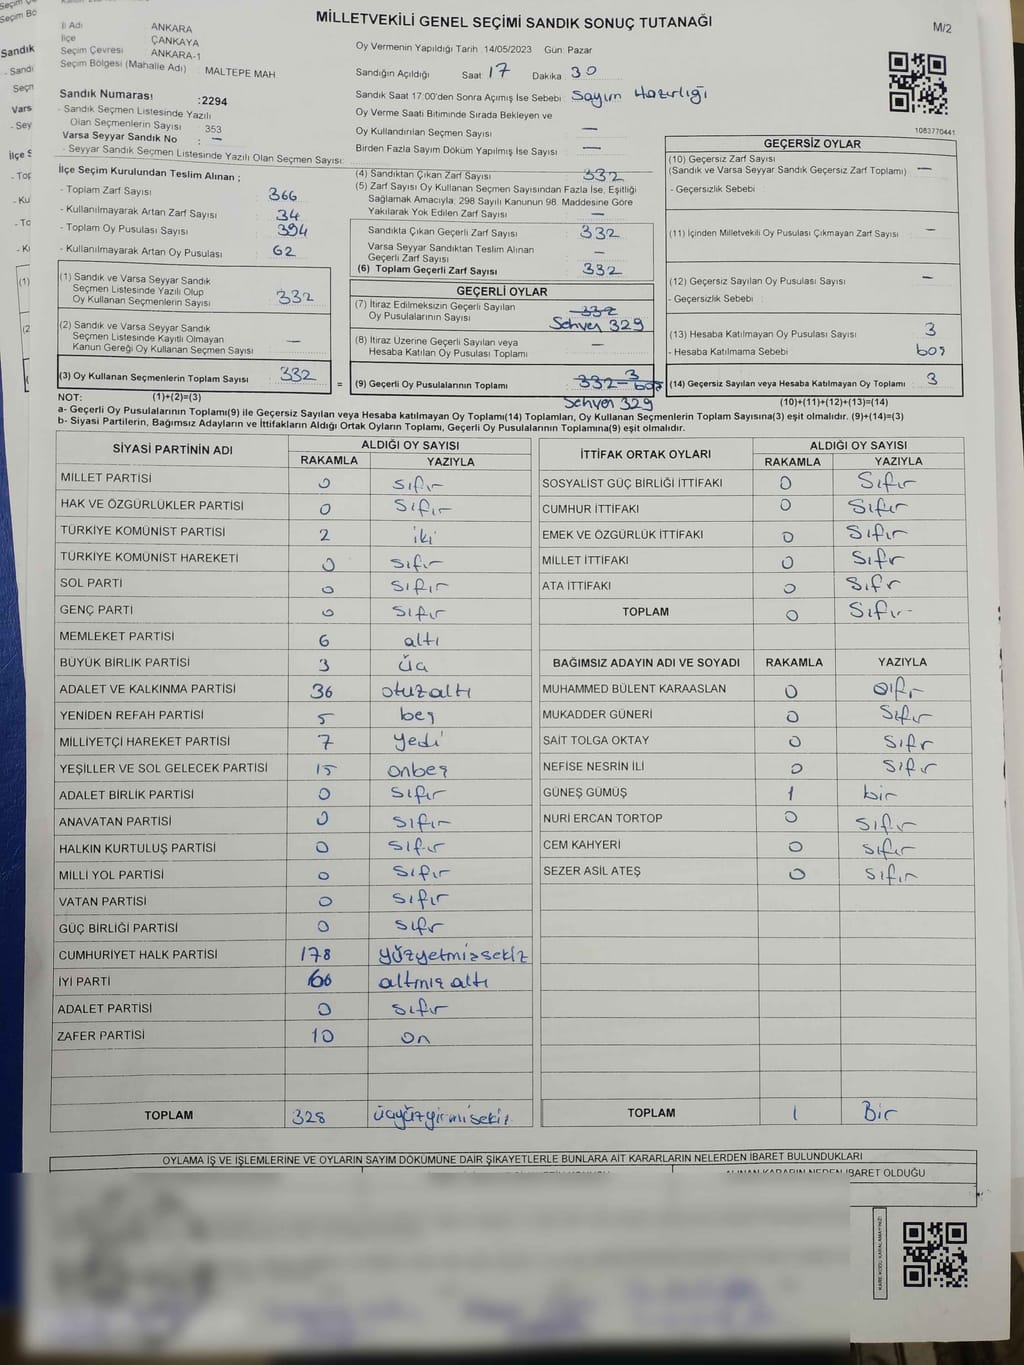 MİLLETVEKİLİ GENEL SEÇİMİ SANDIK SONUÇ TUTANAĞI
M/2
İl Adı ANKARA
İlçe ÇANKAYA
Seçim Çevresi ANKARA-1
Seçim Bölgesi (Mahalle Adı) MALTEPE MAH
Sandık Numarası :2294
- Sandık Seçmen Listesinde Yazılı
Olan Seçmenlerin Sayısı 353
Varsa Seyyar Sandık No : —
- Seyyar Sandık Seçmen Listesinde Yazılı Olan Seçmen Sayısı:
Oy Vermenin Yapıldığı Tarih :14/05/2023 Gün: Pazar
Sandığın Açıldığı Saat 17 Dakika 30
Sandık Saat 17:00'den Sonra Açımış İse Sebebi: Sayım Hazırlığı
Oy Verme Saati Bitiminde Sırada Bekleyen ve
Oy Kullandırılan Seçmen Sayısı —
Birden Fazla Sayım Döküm Yapılmış İse Sayısı —
1083770441
İlçe Seçim Kurulundan Teslim Alınan ;
- Toplam Zarf Sayısı 366
- Kullanılmayarak Artan Zarf Sayısı 34
- Toplam Oy Pusulası Sayısı 394
- Kullanılmayarak Artan Oy Pusulası 62
(1) Sandık ve Varsa Seyyar Sandık
Seçmen Listesinde Yazılı Olup
Oy Kullanan Seçmenlerin Sayısı 332
(2) Sandık ve Varsa Seyyar Sandık
Seçmen Listesinde Kayıtlı Olmayan
Kanun Gereği Oy Kullanan Seçmen Sayısı —
(3) Oy Kullanan Seçmenlerin Toplam Sayısı 332
(4) Sandıktan Çıkan Zarf Sayısı 332
(5) Zarf Sayısı Oy Kullanan Seçmen Sayısından Fazla İse, Eşitliği
Sağlamak Amacıyla; 298 Sayılı Kanunun 98. Maddesine Göre
Yakılarak Yok Edilen Zarf Sayısı —
Sandıkta Çıkan Geçerli Zarf Sayısı 332
Varsa Seyyar Sandıktan Teslim Alınan
Geçerli Zarf Sayısı —
(6) Toplam Geçerli Zarf Sayısı 332
GEÇERLİ OYLAR
(7) İtiraz Edilmeksizin Geçerli Sayılan 332
Oy Pusulalarının Sayısı Sehven 329
(8) İtiraz Üzerine Geçerli Sayılan veya
Hesaba Katılan Oy Pusulası Toplamı —
= (9) Geçerli Oy Pusulalarının Toplamı 332-3 boş
Sehven 329
GEÇERSİZ OYLAR
(10) Geçersiz Zarf Sayısı
(Sandık ve Varsa Seyyar Sandık Geçersiz Zarf Toplamı) —
- Geçersizlik Sebebi :
(11) İçinden Milletvekili Oy Pusulası Çıkmayan Zarf Sayısı —
(12) Geçersiz Sayılan Oy Pusulası Sayısı —
- Geçersizlik Sebebi :
(13) Hesaba Katılmayan Oy Pusulası Sayısı 3
- Hesaba Katılmama Sebebi boş
(14) Geçersiz Sayılan veya Hesaba Katılmayan Oy Toplamı 3
NOT: (1)+(2)=(3)
(10)+(11)+(12)+(13)=(14)
a- Geçerli Oy Pusulalarının Toplamı(9) ile Geçersiz Sayılan veya Hesaba katılmayan Oy Toplamı(14) Toplamları, Oy Kullanan Seçmenlerin Toplam Sayısına(3) eşit olmalıdır. (9)+(14)=(3)
b- Siyasi Partilerin, Bağımsız Adayların ve İttifakların Aldığı Ortak Oyların Toplamı, Geçerli Oy Pusulalarının Toplamına(9) eşit olmalıdır.
SİYASİ PARTİNİN ADI ALDIĞI OY SAYISI
RAKAMLA YAZIYLA
MİLLET PARTİSİ 0 Sıfır
HAK VE ÖZGÜRLÜKLER PARTİSİ 0 Sıfır
TÜRKİYE KOMÜNİST PARTİSİ 2 iki
TÜRKİYE KOMÜNİST HAREKETİ 0 Sıfır
SOL PARTİ 0 Sıfır
GENÇ PARTİ 0 Sıfır
MEMLEKET PARTİSİ 6 altı
BÜYÜK BİRLİK PARTİSİ 3 üç
ADALET VE KALKINMA PARTİSİ 36 otuzaltı
YENİDEN REFAH PARTİSİ 5 beş
MİLLİYETÇİ HAREKET PARTİSİ 7 yedi
YEŞİLLER VE SOL GELECEK PARTİSİ 15 onbeş
ADALET BİRLİK PARTİSİ 0 Sıfır
ANAVATAN PARTİSİ 0 Sıfır
HALKIN KURTULUŞ PARTİSİ 0 Sıfır
MİLLİ YOL PARTİSİ 0 Sıfır
VATAN PARTİSİ 0 Sıfır
GÜÇ BİRLİĞİ PARTİSİ 0 Sıfır
CUMHURİYET HALK PARTİSİ 178 yüzyetmişsekiz
İYİ PARTİ 66 altmış altı
ADALET PARTİSİ 0 Sıfır
ZAFER PARTİSİ 10 on
TOPLAM 328 üçyüzyirmisekiz
İTTİFAK ORTAK OYLARI ALDIĞI OY SAYISI
RAKAMLA YAZIYLA
SOSYALİST GÜÇ BİRLİĞİ İTTİFAKI 0 Sıfır
CUMHUR İTTİFAKI 0 Sıfır
EMEK VE ÖZGÜRLÜK İTTİFAKI 0 Sıfır
MİLLET İTTİFAKI 0 Sıfır
ATA İTTİFAKI 0 Sıfır
TOPLAM 0 Sıfır
BAĞIMSIZ ADAYIN ADI VE SOYADI RAKAMLA YAZIYLA
MUHAMMED BÜLENT KARAASLAN 0 Sıfır
MUKADDER GÜNERİ 0 Sıfır
SAİT TOLGA OKTAY 0 Sıfır
NEFİSE NESRİN İLİ 0 Sıfır
GÜNEŞ GÜMÜŞ 1 bir
NURİ ERCAN TORTOP 0 Sıfır
CEM KAHYERİ 0 Sıfır
SEZER ASİL ATEŞ 0 Sıfır
TOPLAM 1 Bir
OYLAMA İŞ VE İŞLEMLERİNE VE OYLARIN SAYIM DÖKÜMÜNE DAİR ŞİKAYETLERLE BUNLARA AİT KARARLARIN NELERDEN İBARET BULUNDUKLARI
ALINAN KARARIN NEDEN İBARET OLDUĞU
KARE KODU KARALAMAYINIZ!